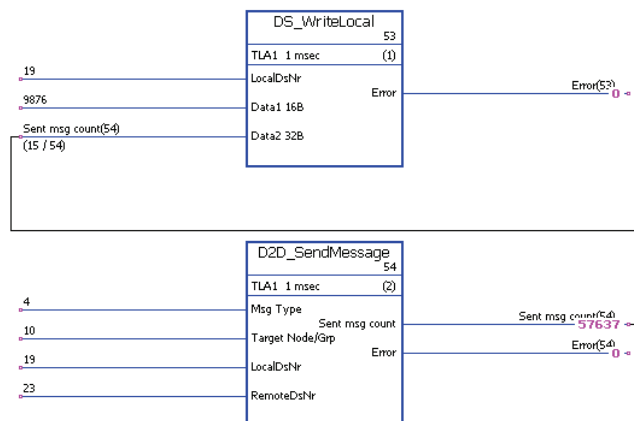 DS_WriteLocal
53
TLA1 1 msec (1)
19
LocalDsNr
Error
Error(53)
0
9876
Data1 16B
Sent msg count(54)
Data2 32B
(15 / 54)
D2D_SendMessage
54
TLA1 1 msec (2)
4
Msg Type
Sent msg count
Sent msg count(54)
57637
10
Target Node/Grp
Error
Error(54)
0
19
LocalDsNr
23
RemoteDsNr